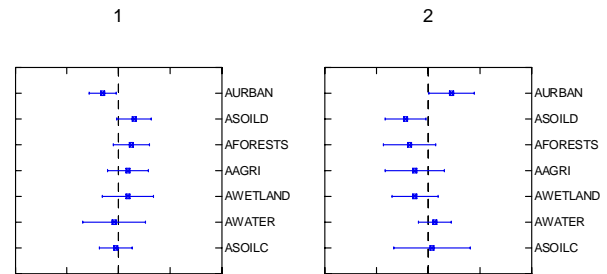 1
AURBAN
ASOILD
AFORESTS
AAGRI
AWETLAND
AWATER
ASOILC
2
AURBAN
ASOILD
AFORESTS
AAGRI
AWETLAND
AWATER
ASOILC